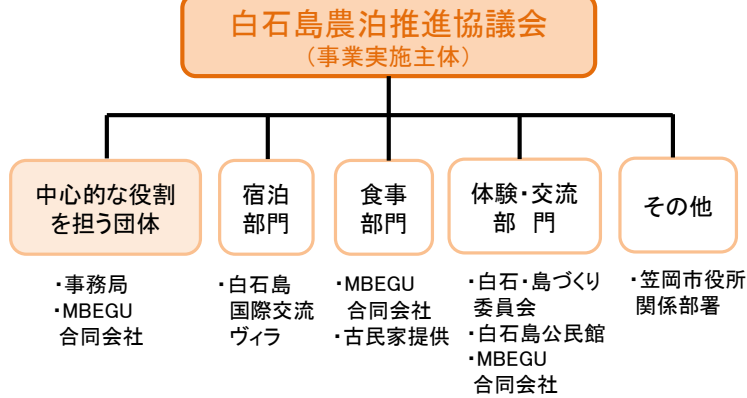 白石島農泊推進協議会
（事業実施主体）
中心的な役割
を担う団体
・事務局
・MBEGU
合同会社
宿泊
部門
・白石島
国際交流
ヴィラ
食事
部門
・MBEGU
合同会社
・古民家提供
体験・交流
部　門
・白石・島づくり
委員会
・白石島公民館
・MBEGU
合同会社
その他
・笠岡市役所
関係部署